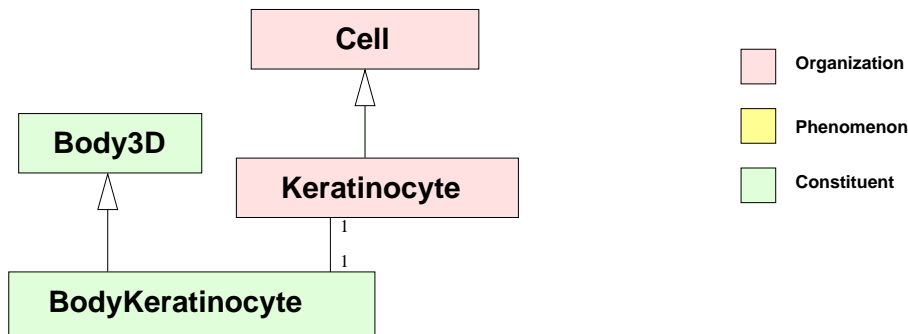 Cell
Organization
Phenomenon
Body3D
Keratinocyte
Constituent
1
1
BodyKeratinocyte